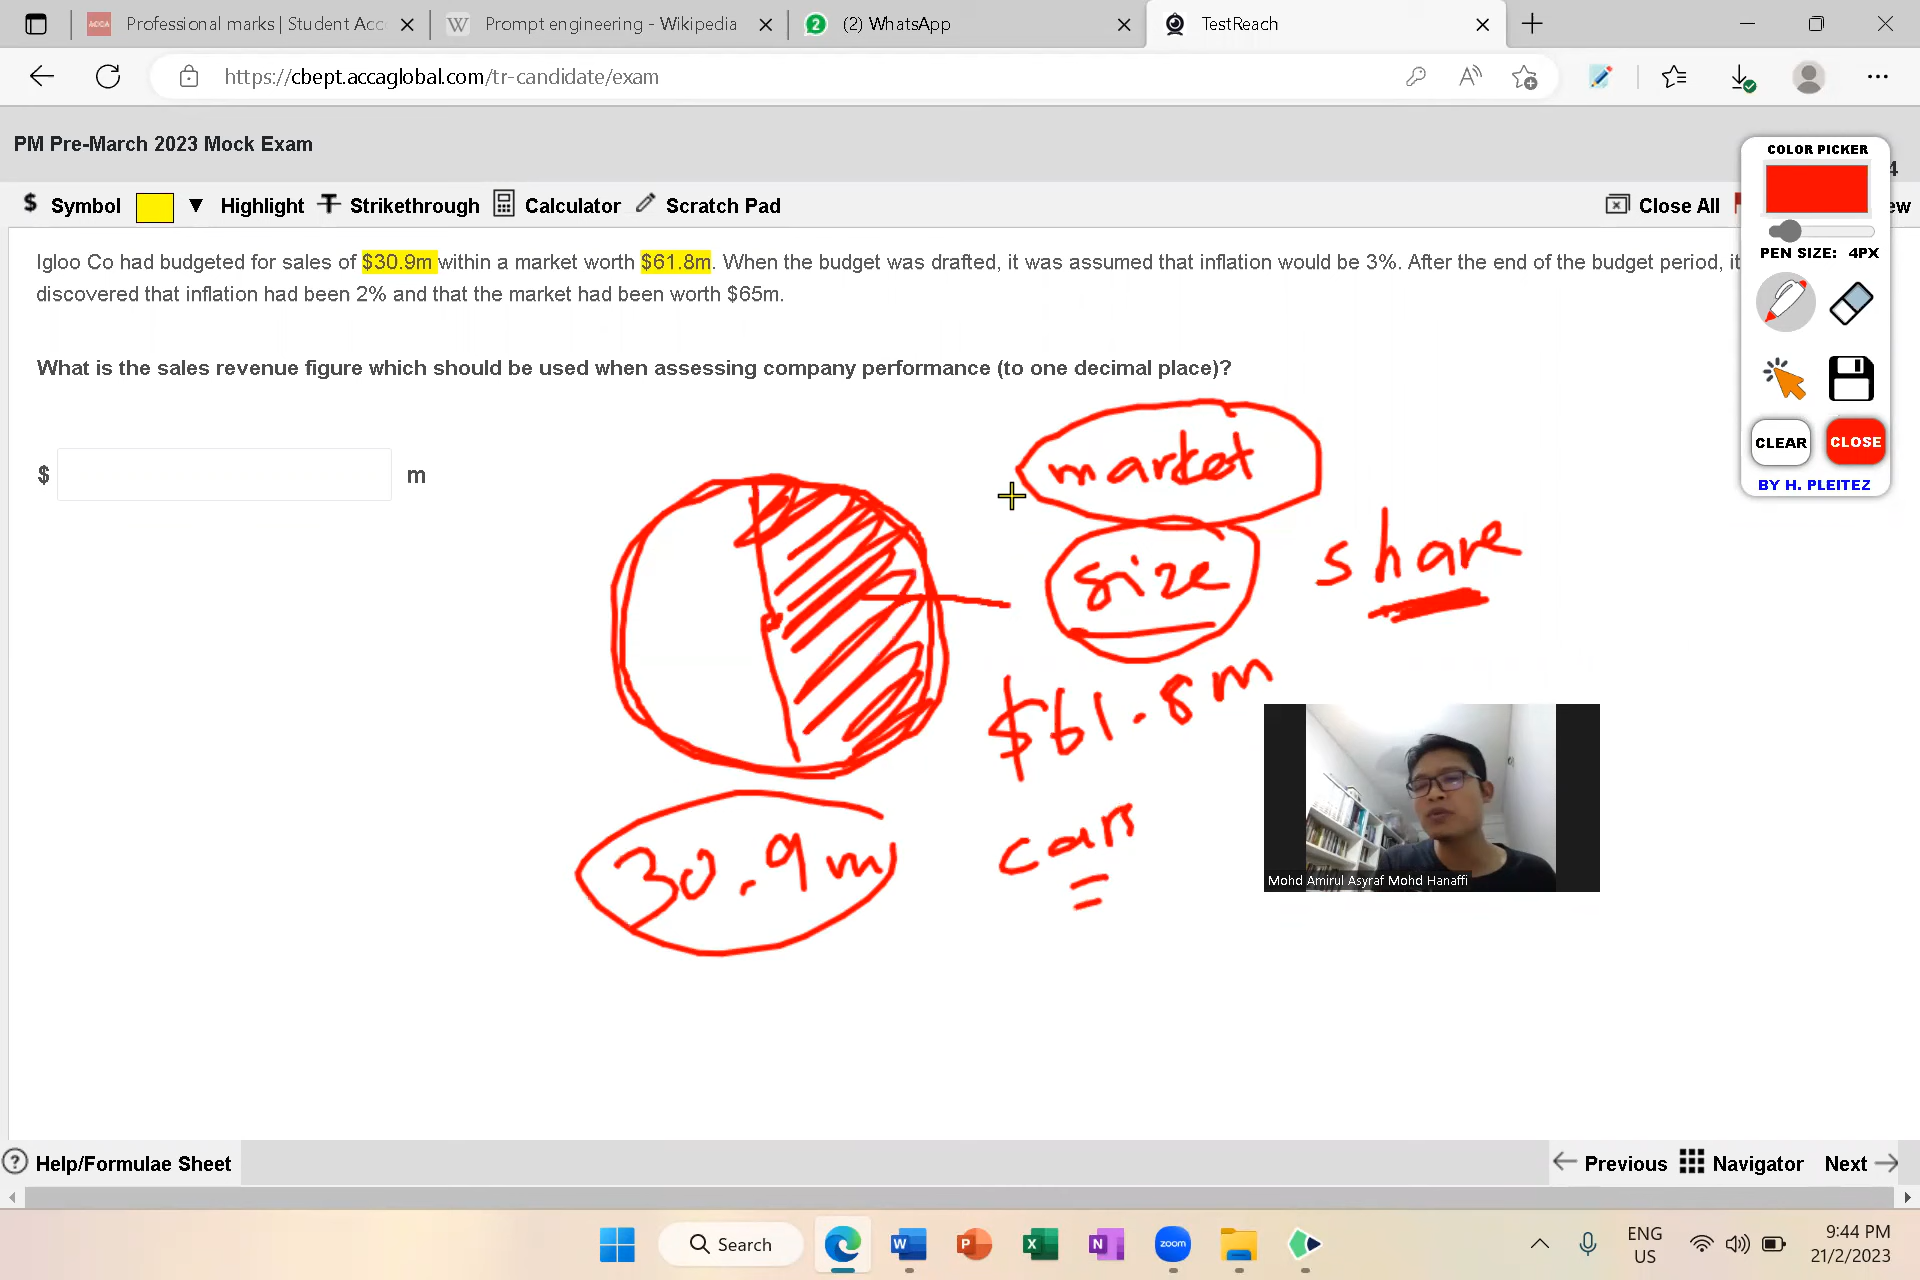 Professional marks | Student Acc
Prompt engineering - Wikipedia
(2) WhatsApp
TestReach
https://cbept.accaglobal.com/tr-candidate/exam
PM Pre-March 2023 Mock Exam
COLOR PICKER
4
$ Symbol ▼ Highlight Strikethrough Calculator Scratch Pad Close All ew
PEN SIZE: 4PX
Igloo Co had budgeted for sales of $30.9m within a market worth $61.8m. When the budget was drafted, it was assumed that inflation would be 3%. After the end of the budget period, it
discovered that inflation had been 2% and that the market had been worth $65m.
What is the sales revenue figure which should be used when assessing company performance (to one decimal place)?
CLEAR CLOSE
BY H. PLEITEZ
$ m
market
size share
$61.8m
30.9m
cars
Mohd Amirul Asyraf Mohd Hanaffi
Help/Formulae Sheet Previous Navigator Next
Search
zoom
ENG
US
9:44 PM
21/2/2023